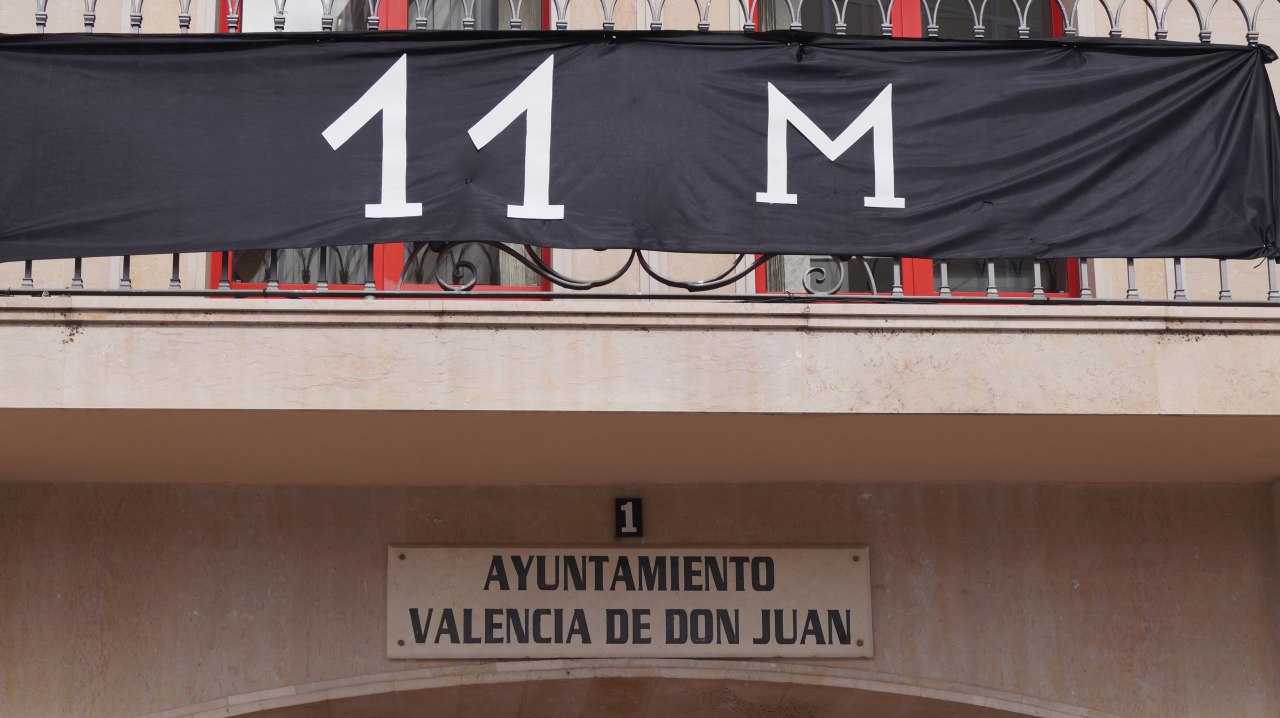 11 M
1
AYUNTAMIENTO
VALENCIA DE DON JUAN